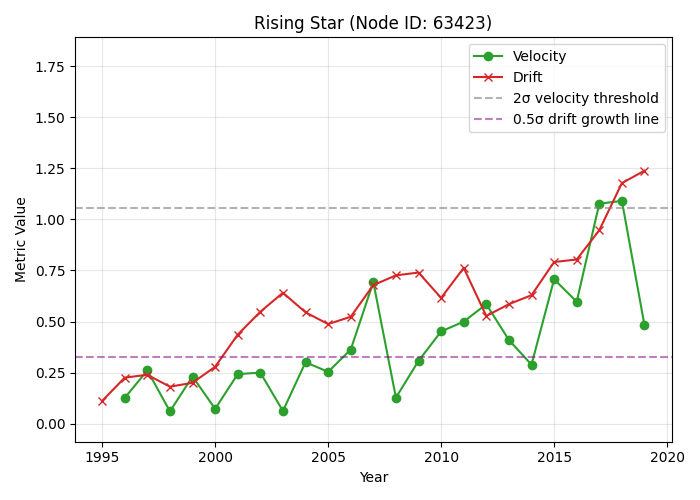 Rising Star (Node ID: 63423)
Velocity
Drift
2σ velocity threshold
0.5σ drift growth line
Metric Value
1.75
1.50
1.25
1.00
0.75
0.50
0.25
0.00
1995
2000
2005
2010
2015
2020
Year